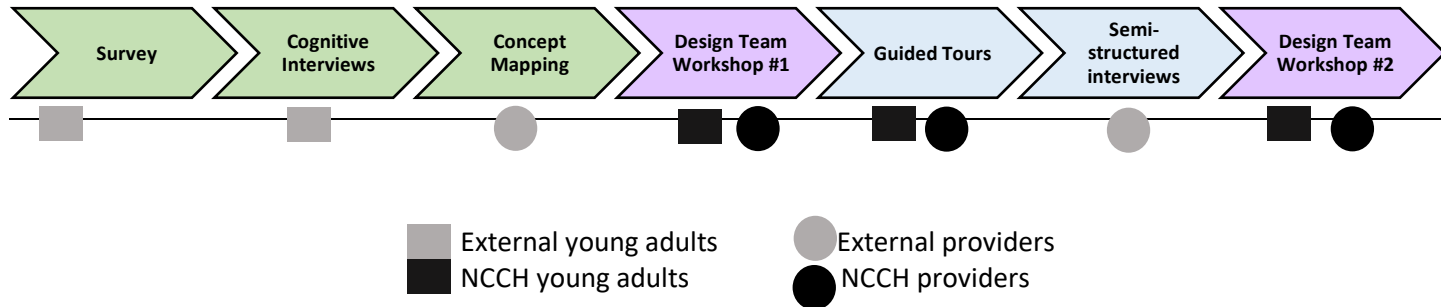 Survey
Cognitive
Interviews
Concept
Mapping
Design Team
Workshop #1
Guided Tours
Semi-
structured
interviews
Design Team
Workshop #2
External young adults
External providers
NCCH young adults
NCCH providers